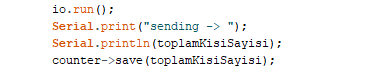 io.run();
Serial.print("sending -> ");
Serial.println(toplamKisiSayisi);
counter->save(toplamKisiSayisi);